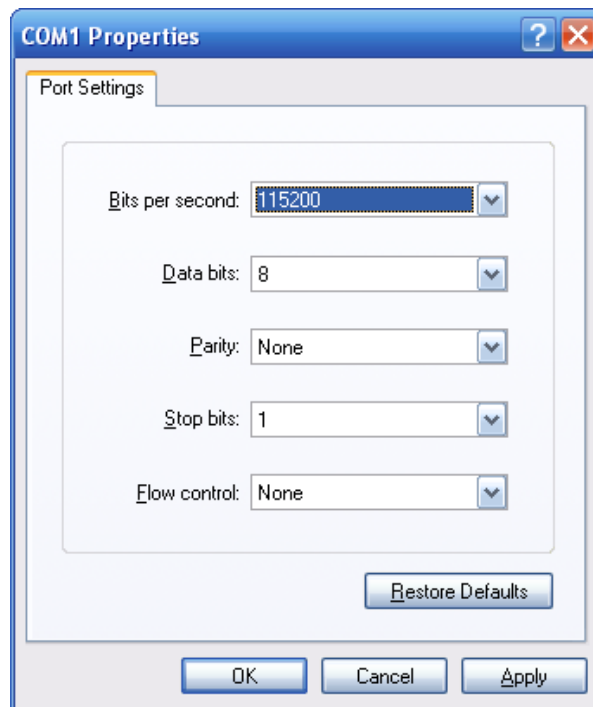 COM1 Properties
Port Settings
Bits per second: 115200
Data bits: 8
Parity: None
Stop bits: 1
Flow control: None
Restore Defaults
OK Cancel Apply